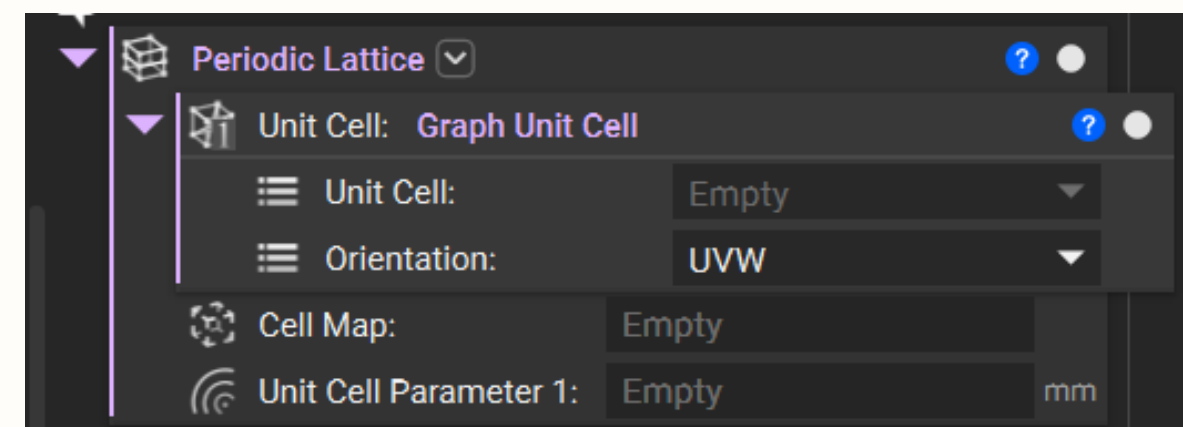 Periodic Lattice ?
Unit Cell: Graph Unit Cell ?
Unit Cell: Empty
Orientation: UVW
Cell Map: Empty
Unit Cell Parameter 1: Empty mm